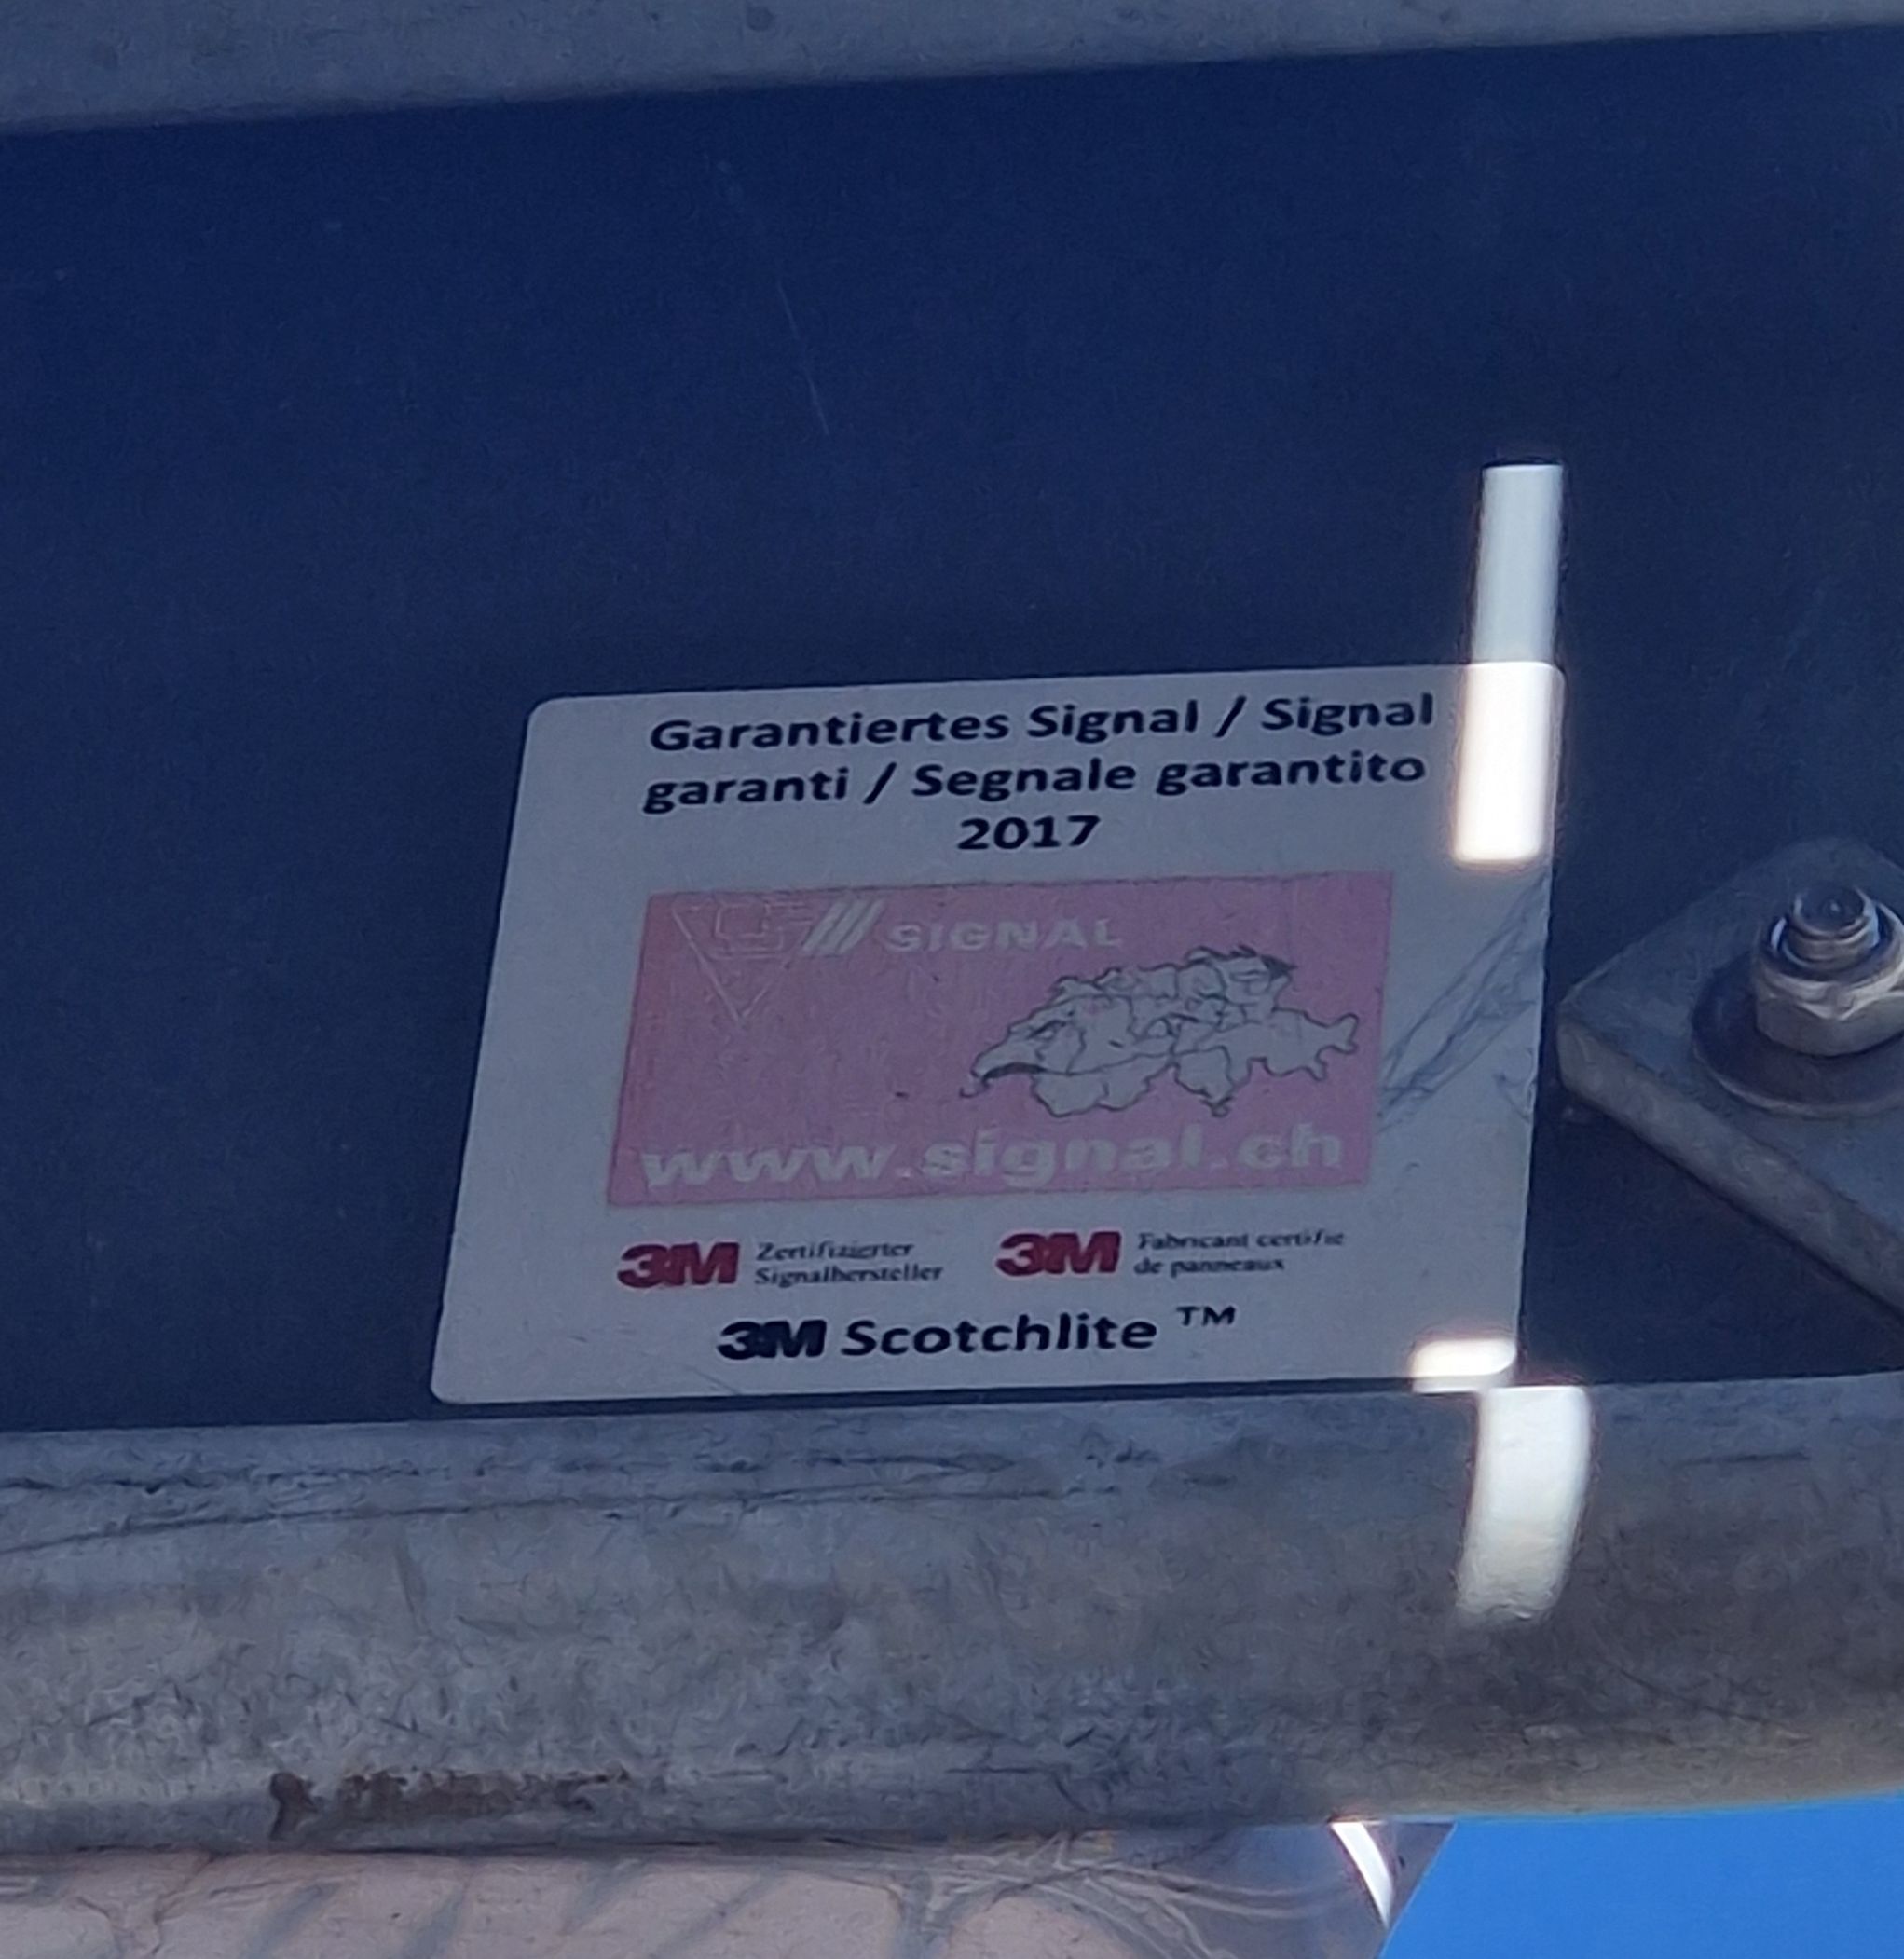 Garantiertes Signal / Signal
garanti / Segnale garantito
2017
SIGNAL
www.signal.ch
3M Zertifizierter
Signalhersteller
3M Fabricant certifié
de panneaux
3M Scotchlite ™